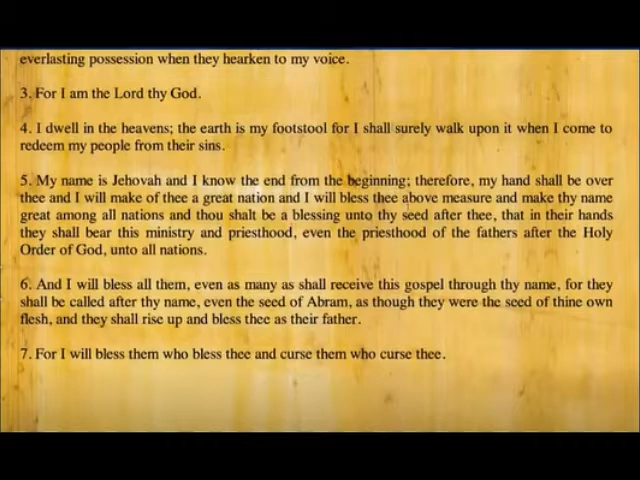 everlasting possession when they hearken to my voice.
3. For I am the Lord thy God.
4. I dwell in the heavens; the earth is my footstool for I shall surely walk upon it when I come to
redeem my people from their sins.
5. My name is Jehovah and I know the end from the beginning; therefore, my hand shall be over
thee and I will make of thee a great nation and I will bless thee above measure and make thy name
great among all nations and thou shalt be a blessing unto thy seed after thee, that in their hands
they shall bear this ministry and priesthood, even the priesthood of the fathers after the Holy
Order of God, unto all nations.
6. And I will bless all them, even as many as shall receive this gospel through thy name, for they
shall be called after thy name, even the seed of Abram, as though they were the seed of thine own
flesh, and they shall rise up and bless thee as their father.
7. For I will bless them who bless thee and curse them who curse thee.